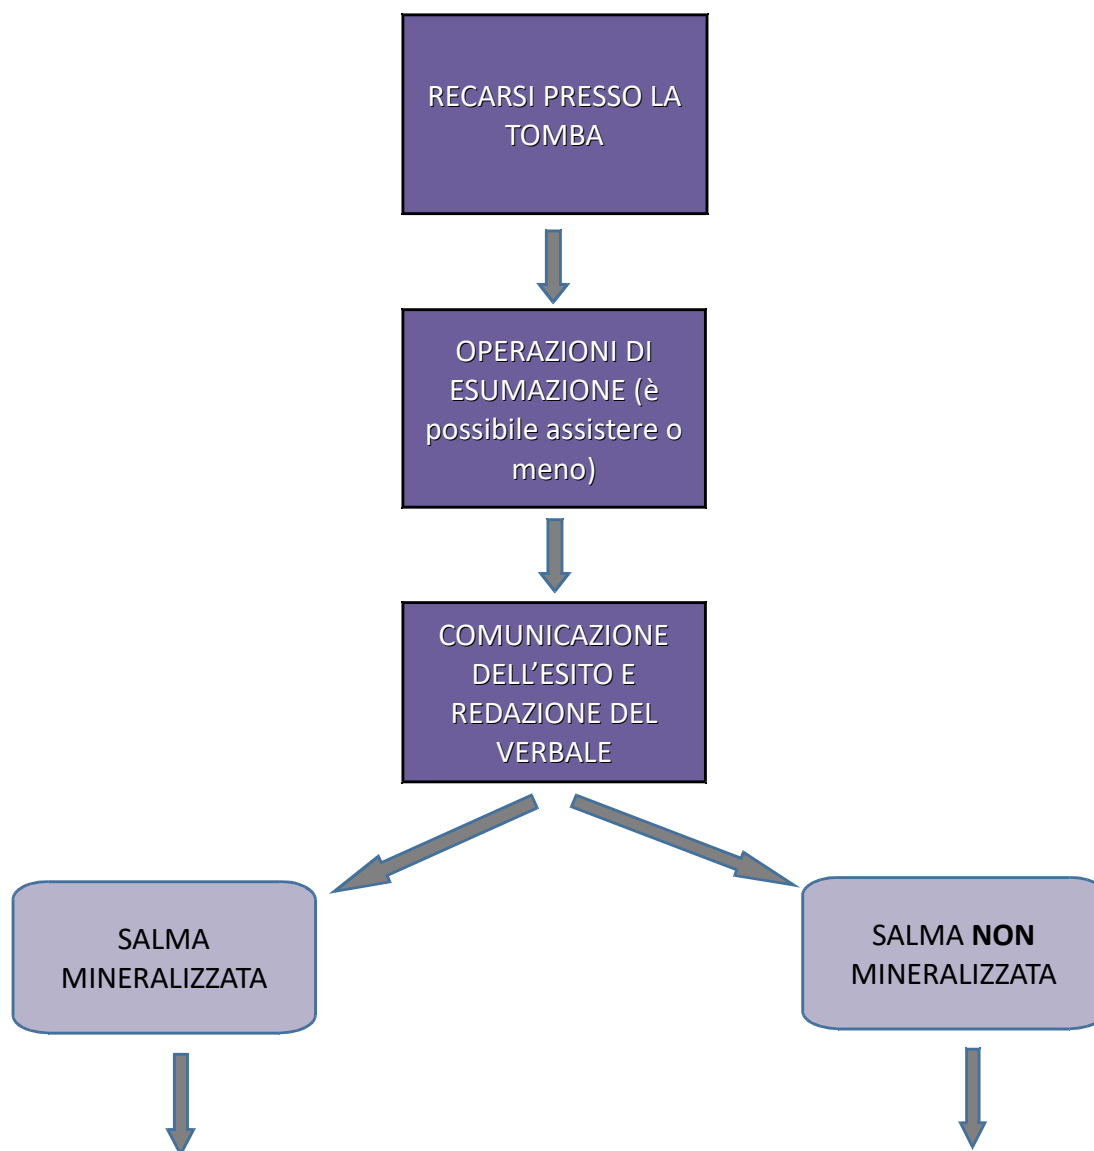 RECARSI PRESSO LA
TOMBA
OPERAZIONI DI
ESUMAZIONE (è
possibile assistere o
meno)
COMUNICAZIONE
DELL’ESITO E
REDAZIONE DEL
VERBALE
SALMA
MINERALIZZATA
SALMA NON
MINERALIZZATA